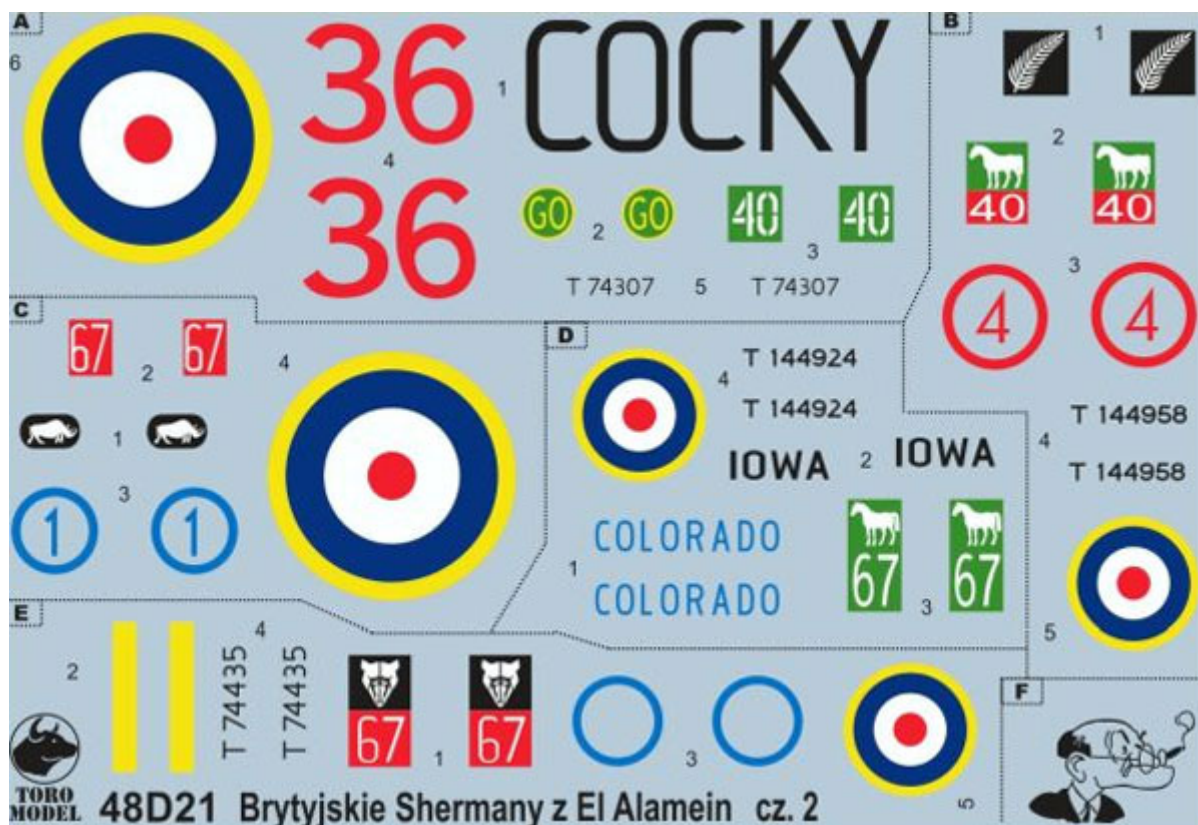 A
6
36
36
4
1
COCKY
GO
2
GO
40
3
40
T 74307
5
T 74307
B
1
2
40
40
3
4
4
T 144958
4
T 144958
5
C
67
67
2
1
3
1
1
4
D
T 144924
4
T 144924
IOWA
2
IOWA
COLORADO
1
COLORADO
67
67
3
E
2
T 74435
4
T 74435
67
1
67
3
5
F
TORO
MODEL
48D21 Brytyjskie Shermany z El Alamein cz. 2